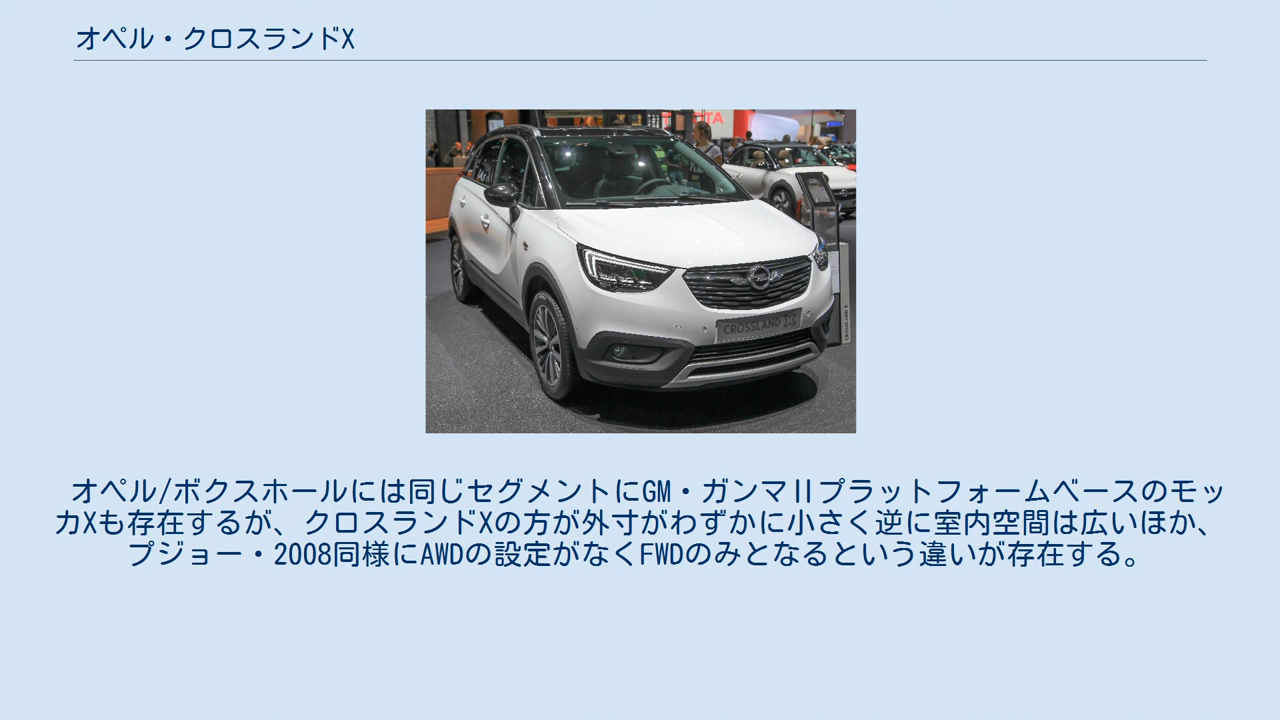 オペル・クロスランドX
TA
CROSSLAND X
CROSSLAND X
オペル/ボクスホールには同じセグメントにGM・ガンマIIプラットフォームベースのモッ
カXも存在するが、クロスランドXの方が外寸がわずかに小さく逆に室内空間は広いほか、
プジョー・2008同様にAWDの設定がなくFWDのみとなるという違いが存在する。